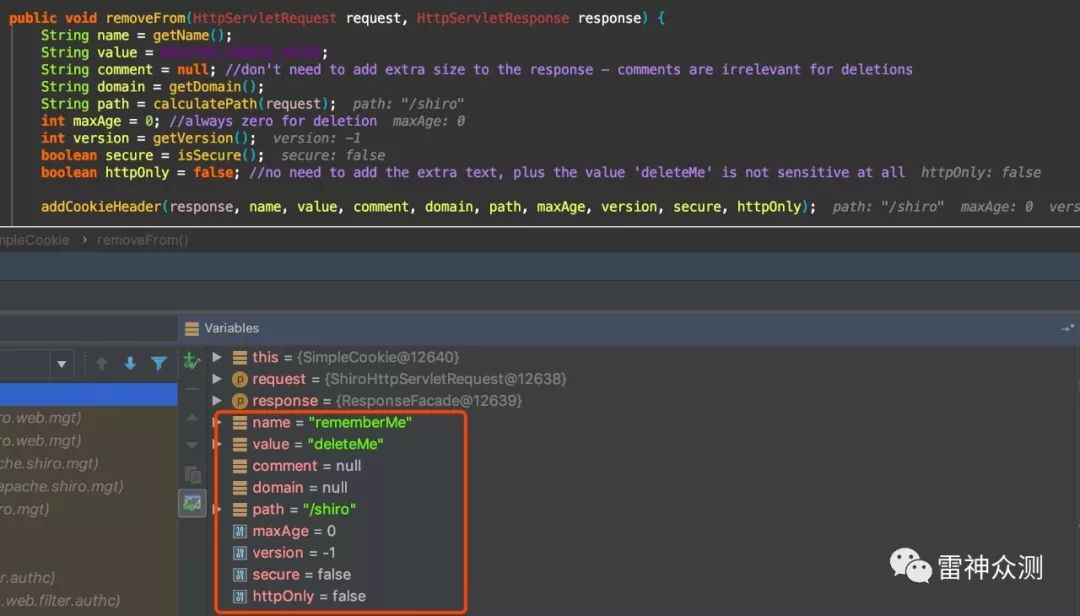 public void removeFrom(HttpServletRequest request, HttpServletResponse response) {
String name = getName();
String value = DELETED_COOKIE_VALUE;
String comment = null; //don't need to add extra size to the response – comments are irrelevant for deletions
String domain = getDomain();
String path = calculatePath(request); path: "/shiro"
int maxAge = 0; //always zero for deletion maxAge: 0
int version = getVersion(); version: -1
boolean secure = isSecure(); secure: false
boolean httpOnly = false; //no need to add the extra text, plus the value 'deleteMe' is not sensitive at all httpOnly: false
addCookieHeader(response, name, value, comment, domain, path, maxAge, version, secure, httpOnly); path: "/shiro" maxAge: 0 vers
mpleCookie › removeFrom()
Variables
this = {SimpleCookie@12640}
request = {ShiroHttpServletRequest@12638}
response = {ResponseFacade@12639}
name = "rememberMe"
value = "deleteMe"
comment = null
domain = null
path = "/shiro"
maxAge = 0
version = -1
secure = false
httpOnly = false
ro.web.mgt)
ro.web.mgt)
che.shiro.mgt)
apache.shiro.mgt)
ro.mgt)
r.authc)
.web.filter.authc)
雷神众测